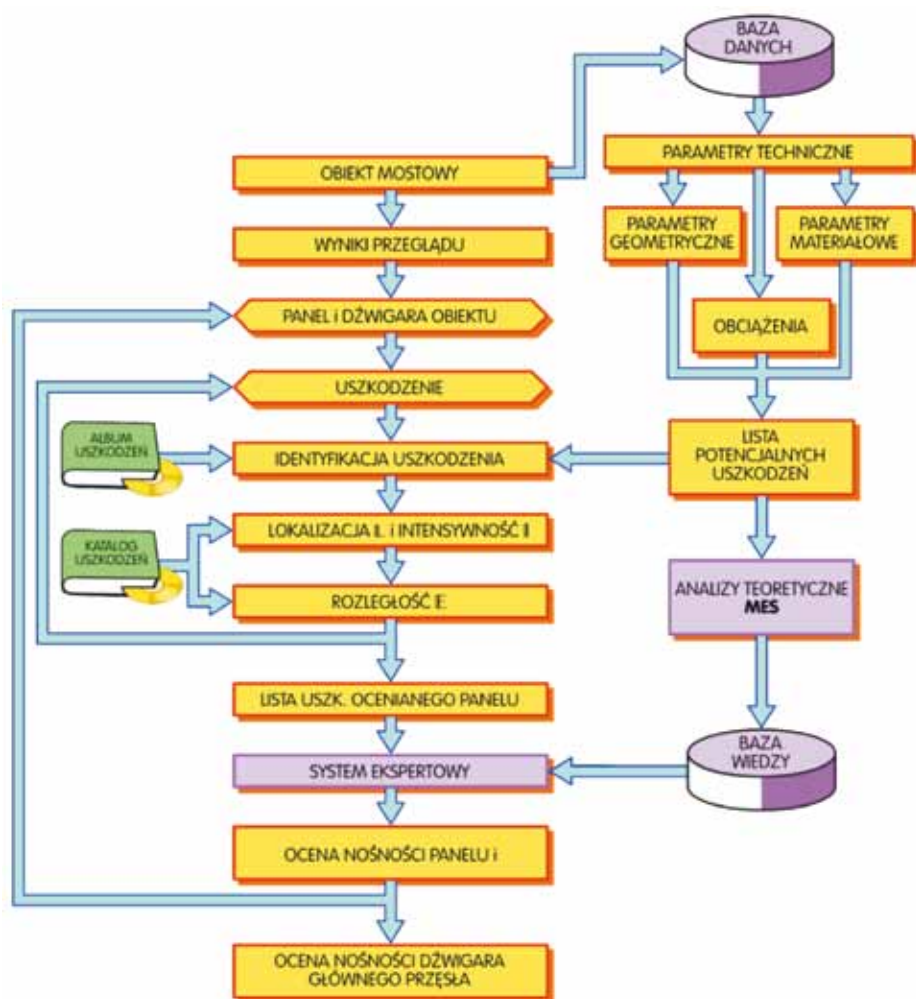 BAZA
DANYCH
OBIEKT MOSTOWY
PARAMETRY TECHNICZNE
WYNIKI PRZEGLĄDU
PARAMETRY
GEOMETRYCZNE
PARAMETRY
MATERIAŁOWE
PANEL i DŹWIGARA OBIEKTU
OBCIĄŻENIA
USZKODZENIE
ALBUM
USZKODZEŃ
IDENTYFIKACJA USZKODZENIA
LISTA
POTENCJALNYCH
USZKODZEŃ
KATALOG
USZKODZEŃ
LOKALIZACJA L i INTENSYWNOŚĆ I
ROZLEGŁOŚĆ E
ANALIZY TEORETYCZNE
MES
LISTA USZK. OCENIANEGO PANELU
SYSTEM EKSPERTOWY
BAZA
WIEDZY
OCENA NOŚNOŚCI PANELU i
OCENA NOŚNOŚCI DŹWIGARA
GŁÓWNEGO PRZĘSŁA